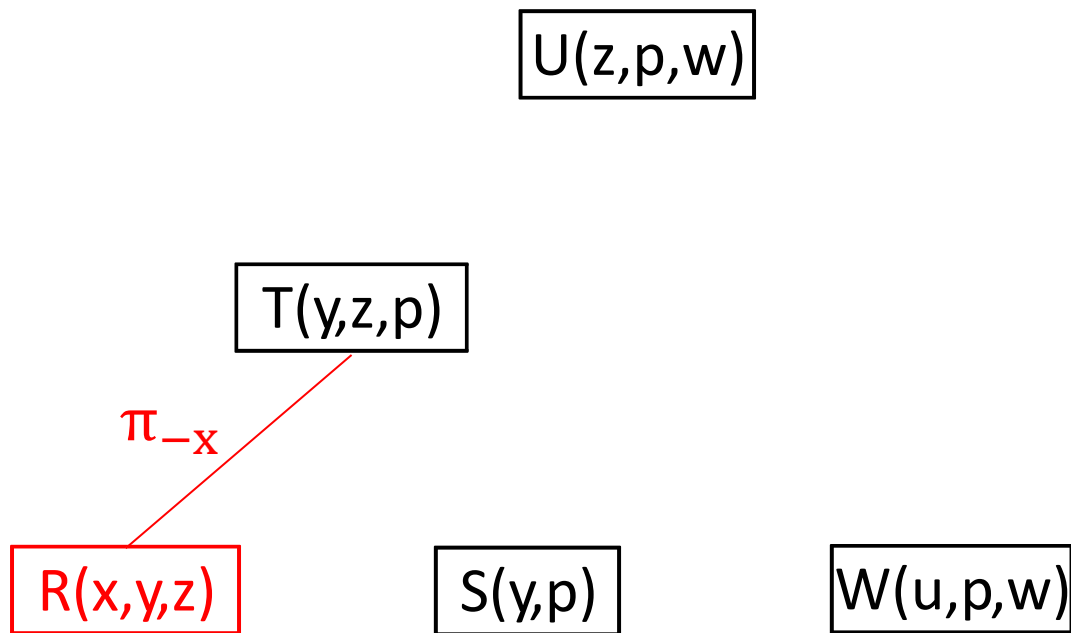 U(z,p,w)
T(y,z,p)
π₋ₓ
R(x,y,z)
S(y,p)
W(u,p,w)